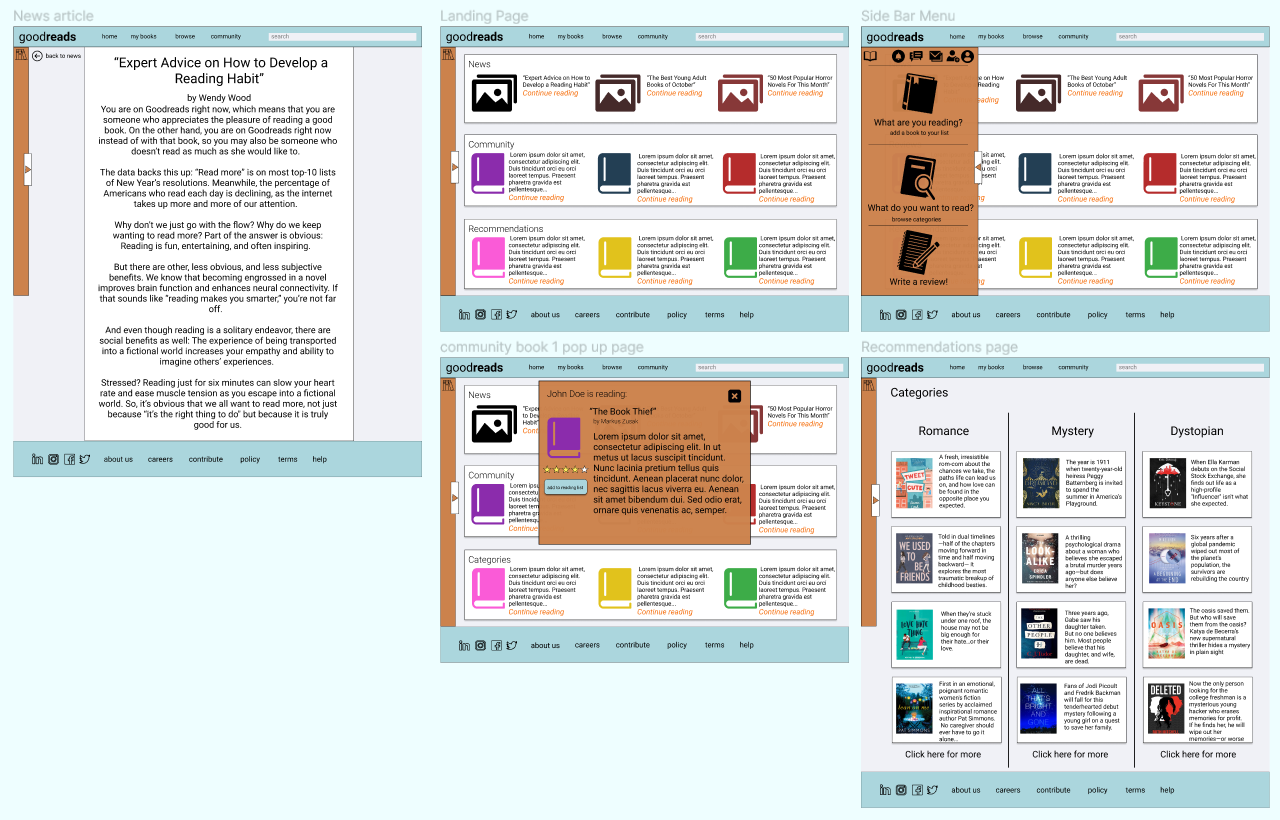 News article
goodreads
home my books browse community search
back to news
“Expert Advice on How to Develop a
Reading Habit”
by Wendy Wood
You are on Goodreads right now, which means that you are
someone who appreciates the pleasure of reading a good
book. On the other hand, you are on Goodreads right now
instead of with that book, so you may also be someone who
doesn’t read as much as she would like to.
The data backs this up: “Read more” is on most top-10 lists
of New Year’s resolutions. Meanwhile, the percentage of
Americans who read each day is declining, as the internet
takes up more and more of our attention.
Why don’t we just go with the flow? Why do we keep
wanting to read more? Part of the answer is obvious:
Reading is fun, entertaining, and often inspiring.
But there are other, less obvious, and less subjective
benefits. We know that becoming engrossed in a novel
improves brain function and enhances neural connectivity. If
that sounds like “reading makes you smarter,” you’re not far
off.
And even though reading is a solitary endeavor, there are
social benefits as well: The experience of being transported
into a fictional world increases your empathy and ability to
imagine others’ experiences.
Stressed? Reading just for six minutes can slow your heart
rate and ease muscle tension as you escape into a fictional
world. So, it’s obvious that we all want to read more, not just
because “it’s the right thing to do” but because it is truly
good for us.
about us careers contribute policy terms help
Landing Page
goodreads
home my books browse community search
News
“Expert Advice on How to
Develop a Reading Habit”
Continue reading
“The Best Young Adult
Books of October”
Continue reading
“50 Most Popular Horror
Novels For This Month”
Continue reading
Community
Lorem ipsum dolor sit amet,
consectetur adipiscing elit.
Duis tincidunt orci eu orci
laoreet tempus. Praesent
pharetra gravida est
pellentesque...
Continue reading
Lorem ipsum dolor sit amet,
consectetur adipiscing elit.
Duis tincidunt orci eu orci
laoreet tempus. Praesent
pharetra gravida est
pellentesque...
Continue reading
Lorem ipsum dolor sit amet,
consectetur adipiscing elit.
Duis tincidunt orci eu orci
laoreet tempus. Praesent
pharetra gravida est
pellentesque...
Continue reading
Recommendations
Lorem ipsum dolor sit amet,
consectetur adipiscing elit.
Duis tincidunt orci eu orci
laoreet tempus. Praesent
pharetra gravida est
pellentesque...
Continue reading
Lorem ipsum dolor sit amet,
consectetur adipiscing elit.
Duis tincidunt orci eu orci
laoreet tempus. Praesent
pharetra gravida est
pellentesque...
Continue reading
Lorem ipsum dolor sit amet,
consectetur adipiscing elit.
Duis tincidunt orci eu orci
laoreet tempus. Praesent
pharetra gravida est
pellentesque...
Continue reading
about us careers contribute policy terms help
Side Bar Menu
goodreads
home my books browse community search
What are you reading?
add a book to your list
What do you want to read?
browse categories
Write a review!
“The Best Young Adult
Books of October”
Continue reading
“50 Most Popular Horror
Novels For This Month”
Continue reading
Lorem ipsum dolor sit amet,
consectetur adipiscing elit.
Duis tincidunt orci eu orci
laoreet tempus. Praesent
pharetra gravida est
pellentesque...
Continue reading
Lorem ipsum dolor sit amet,
consectetur adipiscing elit.
Duis tincidunt orci eu orci
laoreet tempus. Praesent
pharetra gravida est
pellentesque...
Continue reading
Lorem ipsum dolor sit amet,
consectetur adipiscing elit.
Duis tincidunt orci eu orci
laoreet tempus. Praesent
pharetra gravida est
pellentesque...
Continue reading
Lorem ipsum dolor sit amet,
consectetur adipiscing elit.
Duis tincidunt orci eu orci
laoreet tempus. Praesent
pharetra gravida est
pellentesque...
Continue reading
about us careers contribute policy terms help
community book 1 pop up page
goodreads
home my books browse community search
News
“50 Most Popular Horror
Novels For This Month”
Continue reading
John Doe is reading:
“The Book Thief”
by Markus Zusak
Lorem ipsum dolor sit amet,
consectetur adipiscing elit. In ut
metus ut lacus suscipit tincidunt.
Nunc lacinia pretium tellus quis
tincidunt. Aenean placerat nunc dolor,
nec sagittis lacus viverra eu. Aenean
sit amet bibendum dui. Sed odio erat,
ornare quis venenatis ac, semper.
add to reading list
Community
Lorem ipsum dolor sit amet,
consectetur adipiscing elit.
Duis tincidunt orci eu orci
laoreet tempus. Praesent
pharetra gravida est
pellentesque...
Continue reading
Categories
Lorem ipsum dolor sit amet,
consectetur adipiscing elit.
Duis tincidunt orci eu orci
laoreet tempus. Praesent
pharetra gravida est
pellentesque...
Continue reading
Lorem ipsum dolor sit amet,
consectetur adipiscing elit.
Duis tincidunt orci eu orci
laoreet tempus. Praesent
pharetra gravida est
pellentesque...
Continue reading
Lorem ipsum dolor sit amet,
consectetur adipiscing elit.
Duis tincidunt orci eu orci
laoreet tempus. Praesent
pharetra gravida est
pellentesque...
Continue reading
about us careers contribute policy terms help
Recommendations page
goodreads
home my books browse community search
Categories
Romance
TWEET
CUTE
A fresh, irresistible
rom-com about the
chances we take, the
paths life can lead us
on, and how love can
be found in the
opposite place you
expected.
WE USED
TO BE
FRIENDS
Told in dual timelines
—half of the chapters
moving forward in
time and half moving
backward— it
explores the most
traumatic breakup of
childhood besties.
A
LOVE HATE
THING
When they're stuck
under one roof, the
house may not be
big enough for
their hate...or their
love.
lean on me
PAT SIMMONS
First in an emotional,
poignant romantic
women's fiction
series by acclaimed
inspirational romance
author Pat Simmons.
No caregiver should
ever have to go it
alone...
Click here for more
Mystery
The year is 1911
when twenty-year-old
heiress Peggy
Battenberg is invited
to spend the
summer in America's
Playground.
THE
LOOK-
ALIKE
ERICA
SPINDLER
A thrilling
psychological drama
about a woman who
believes she escaped
a brutal murder years
ago—but does
anyone else believe
her?
THE
OTHER
PEOPLE
Three years ago,
Gabe saw his
daughter taken.
But no one believes
him. Most people
believe that his
daughter, and wife,
are dead.
ALL
THAT'S
BRIGHT
AND
GONE
Fans of Jodi Picoult
and Fredrik Backman
will fall for this
tenderhearted debut
mystery following a
young girl on a quest
to save her family.
Click here for more
Dystopian
KEYSTONE
When Ella Karman
debuts on the Social
Stock Exchange, she
finds out life as a
high-profile
"Influencer" isn't what
she expected.
Six years after a
global pandemic
wiped out most of
the planet's
population, the
survivors are
rebuilding the country
OASIS
The oasis saved them.
But who will save
them from the oasis?
Katya de Becerra's
new supernatural
thriller hides a mystery
in plain sight
DELETED
Now the only person
looking for the
college freshman is a
mysterious young
hacker who erases
memories for profit.
If he finds her, he will
wipe out her
memories—or worse
Click here for more
about us careers contribute policy terms help